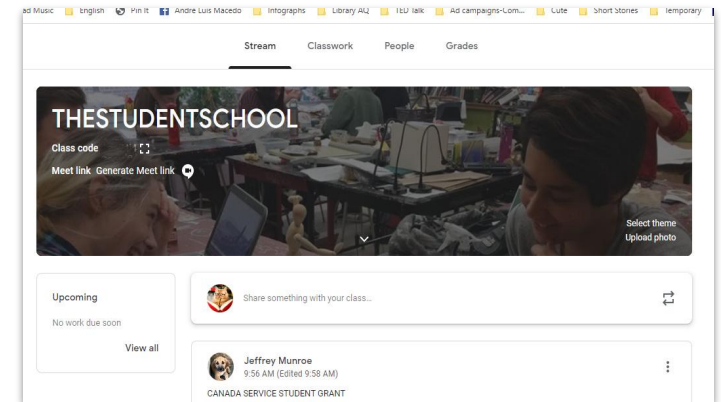 ad Music English Pin It Andre Luis Macedo Infographs Library AQ TED Talk Ad campaigns-Com... Cute Short Stories Temporary
Stream Classwork People Grades
THESTUDENTSCHOOL
Class code
Meet link Generate Meet link
Select theme
Upload photo
Upcoming
No work due soon
View all
Share something with your class...
Jeffrey Munroe
9:56 AM (Edited 9:58 AM)
CANADA SERVICE STUDENT GRANT